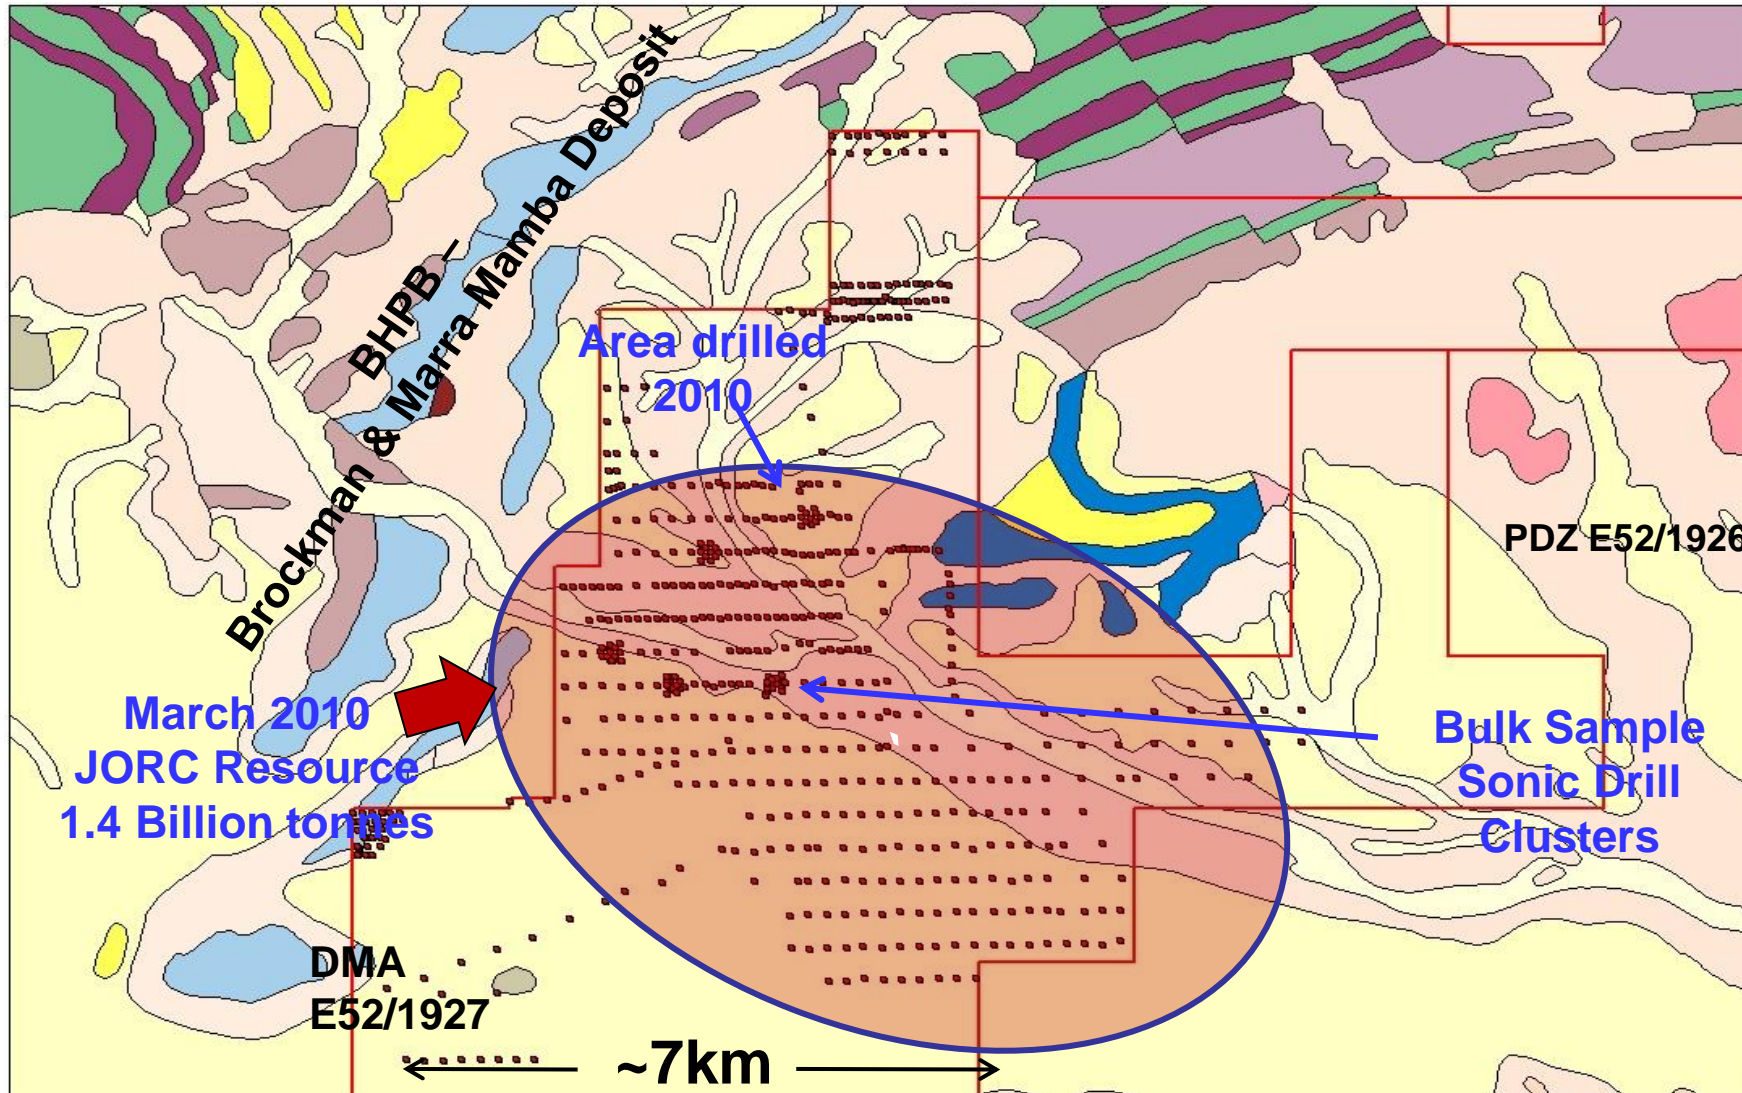 BHPB –
Brockman & Marra Mamba Deposit
Area drilled
2010
PDZ E52/1926
March 2010
JORC Resource
1.4 Billion tonnes
Bulk Sample
Sonic Drill
Clusters
DMA
E52/1927
~7km